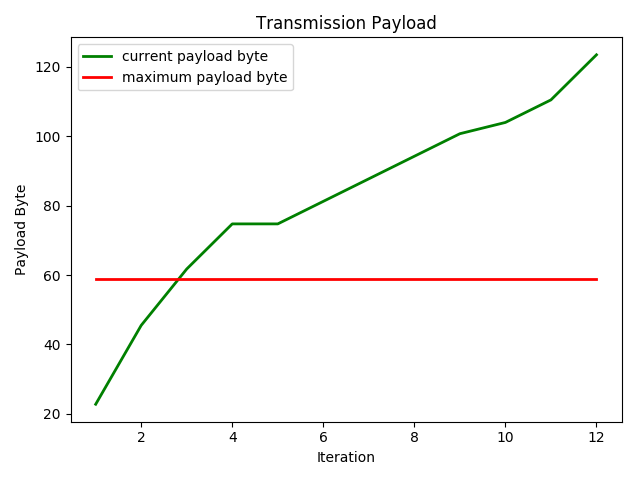 Transmission Payload
current payload byte
maximum payload byte
Payload Byte
120
100
80
60
40
20
2 4 6 8 10 12
Iteration